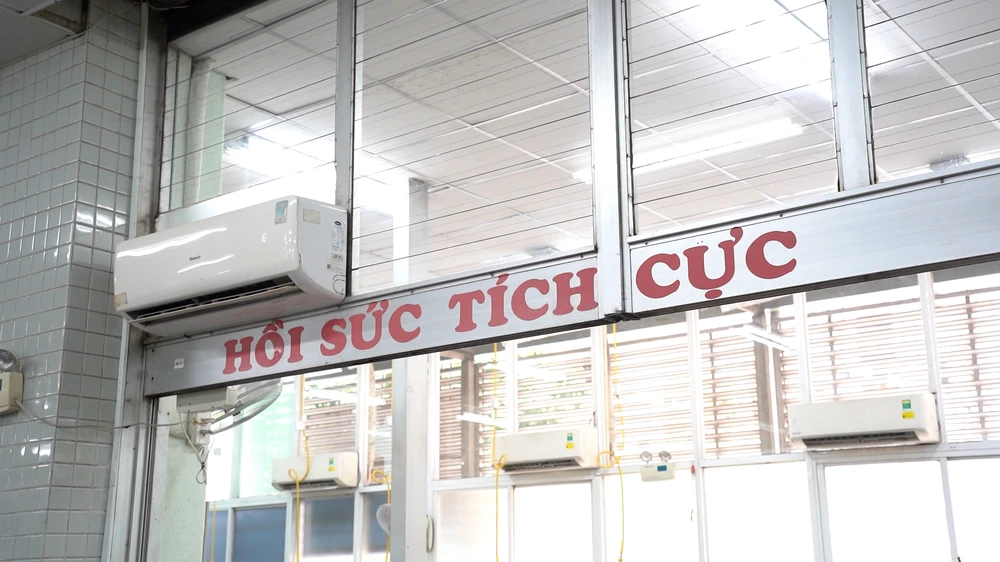 HỒI SỨC TÍCH CỰC